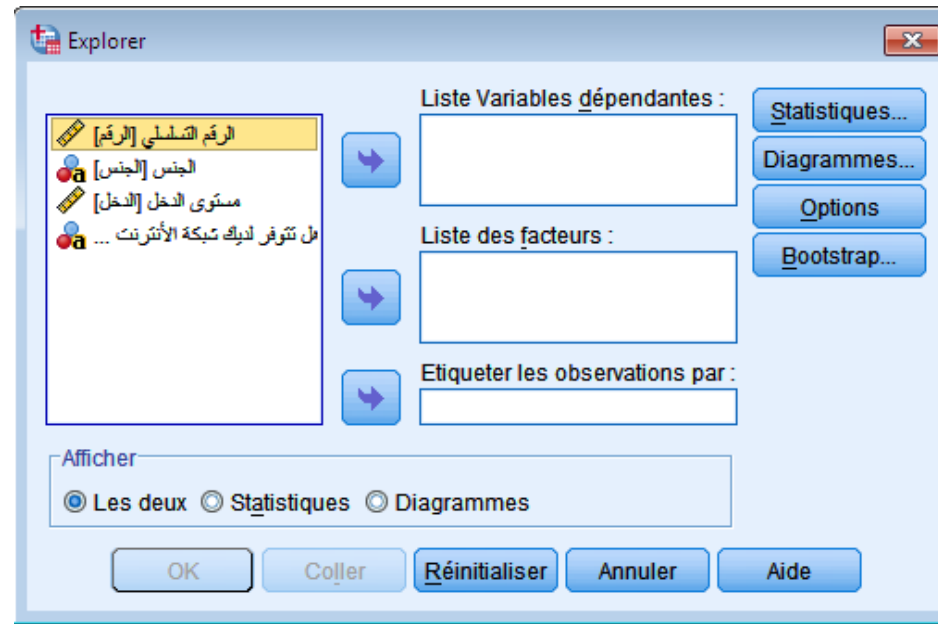 Explorer
الرقم التسلسلي [الرقم]
الجنس [الجنس]
مستوى الدخل [الدخل]
هل تتوفر لديك شبكة الأنترنت ...
Liste Variables dépendantes :
Liste des facteurs :
Etiqueter les observations par :
Statistiques...
Diagrammes...
Options
Bootstrap...
Afficher
Les deux Statistiques Diagrammes
OK Coller Réinitialiser Annuler Aide